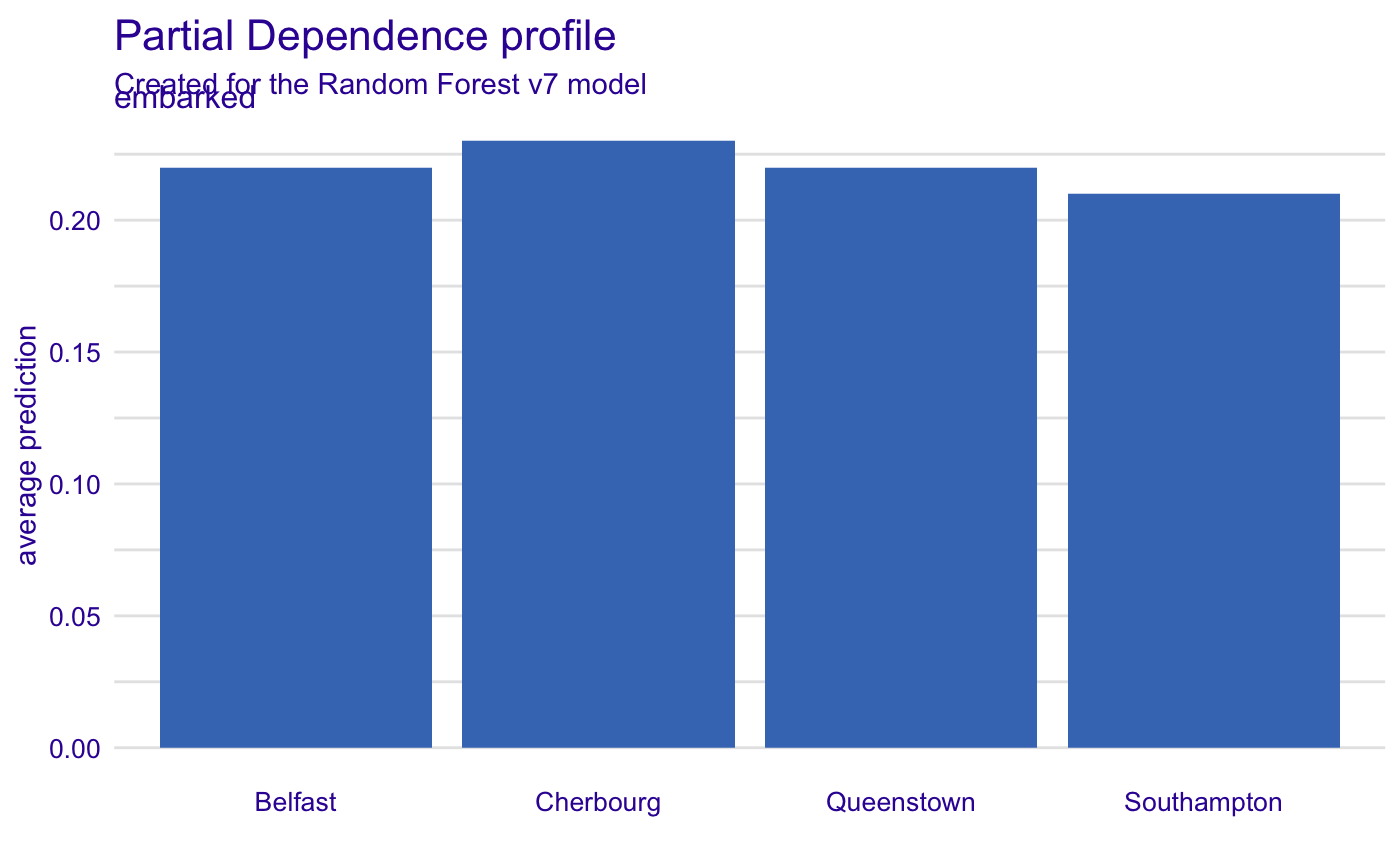 Partial Dependence profile
Created for the Random Forest v7 model
embarked
average prediction
0.20
0.15
0.10
0.05
0.00
Belfast Cherbourg Queenstown Southampton